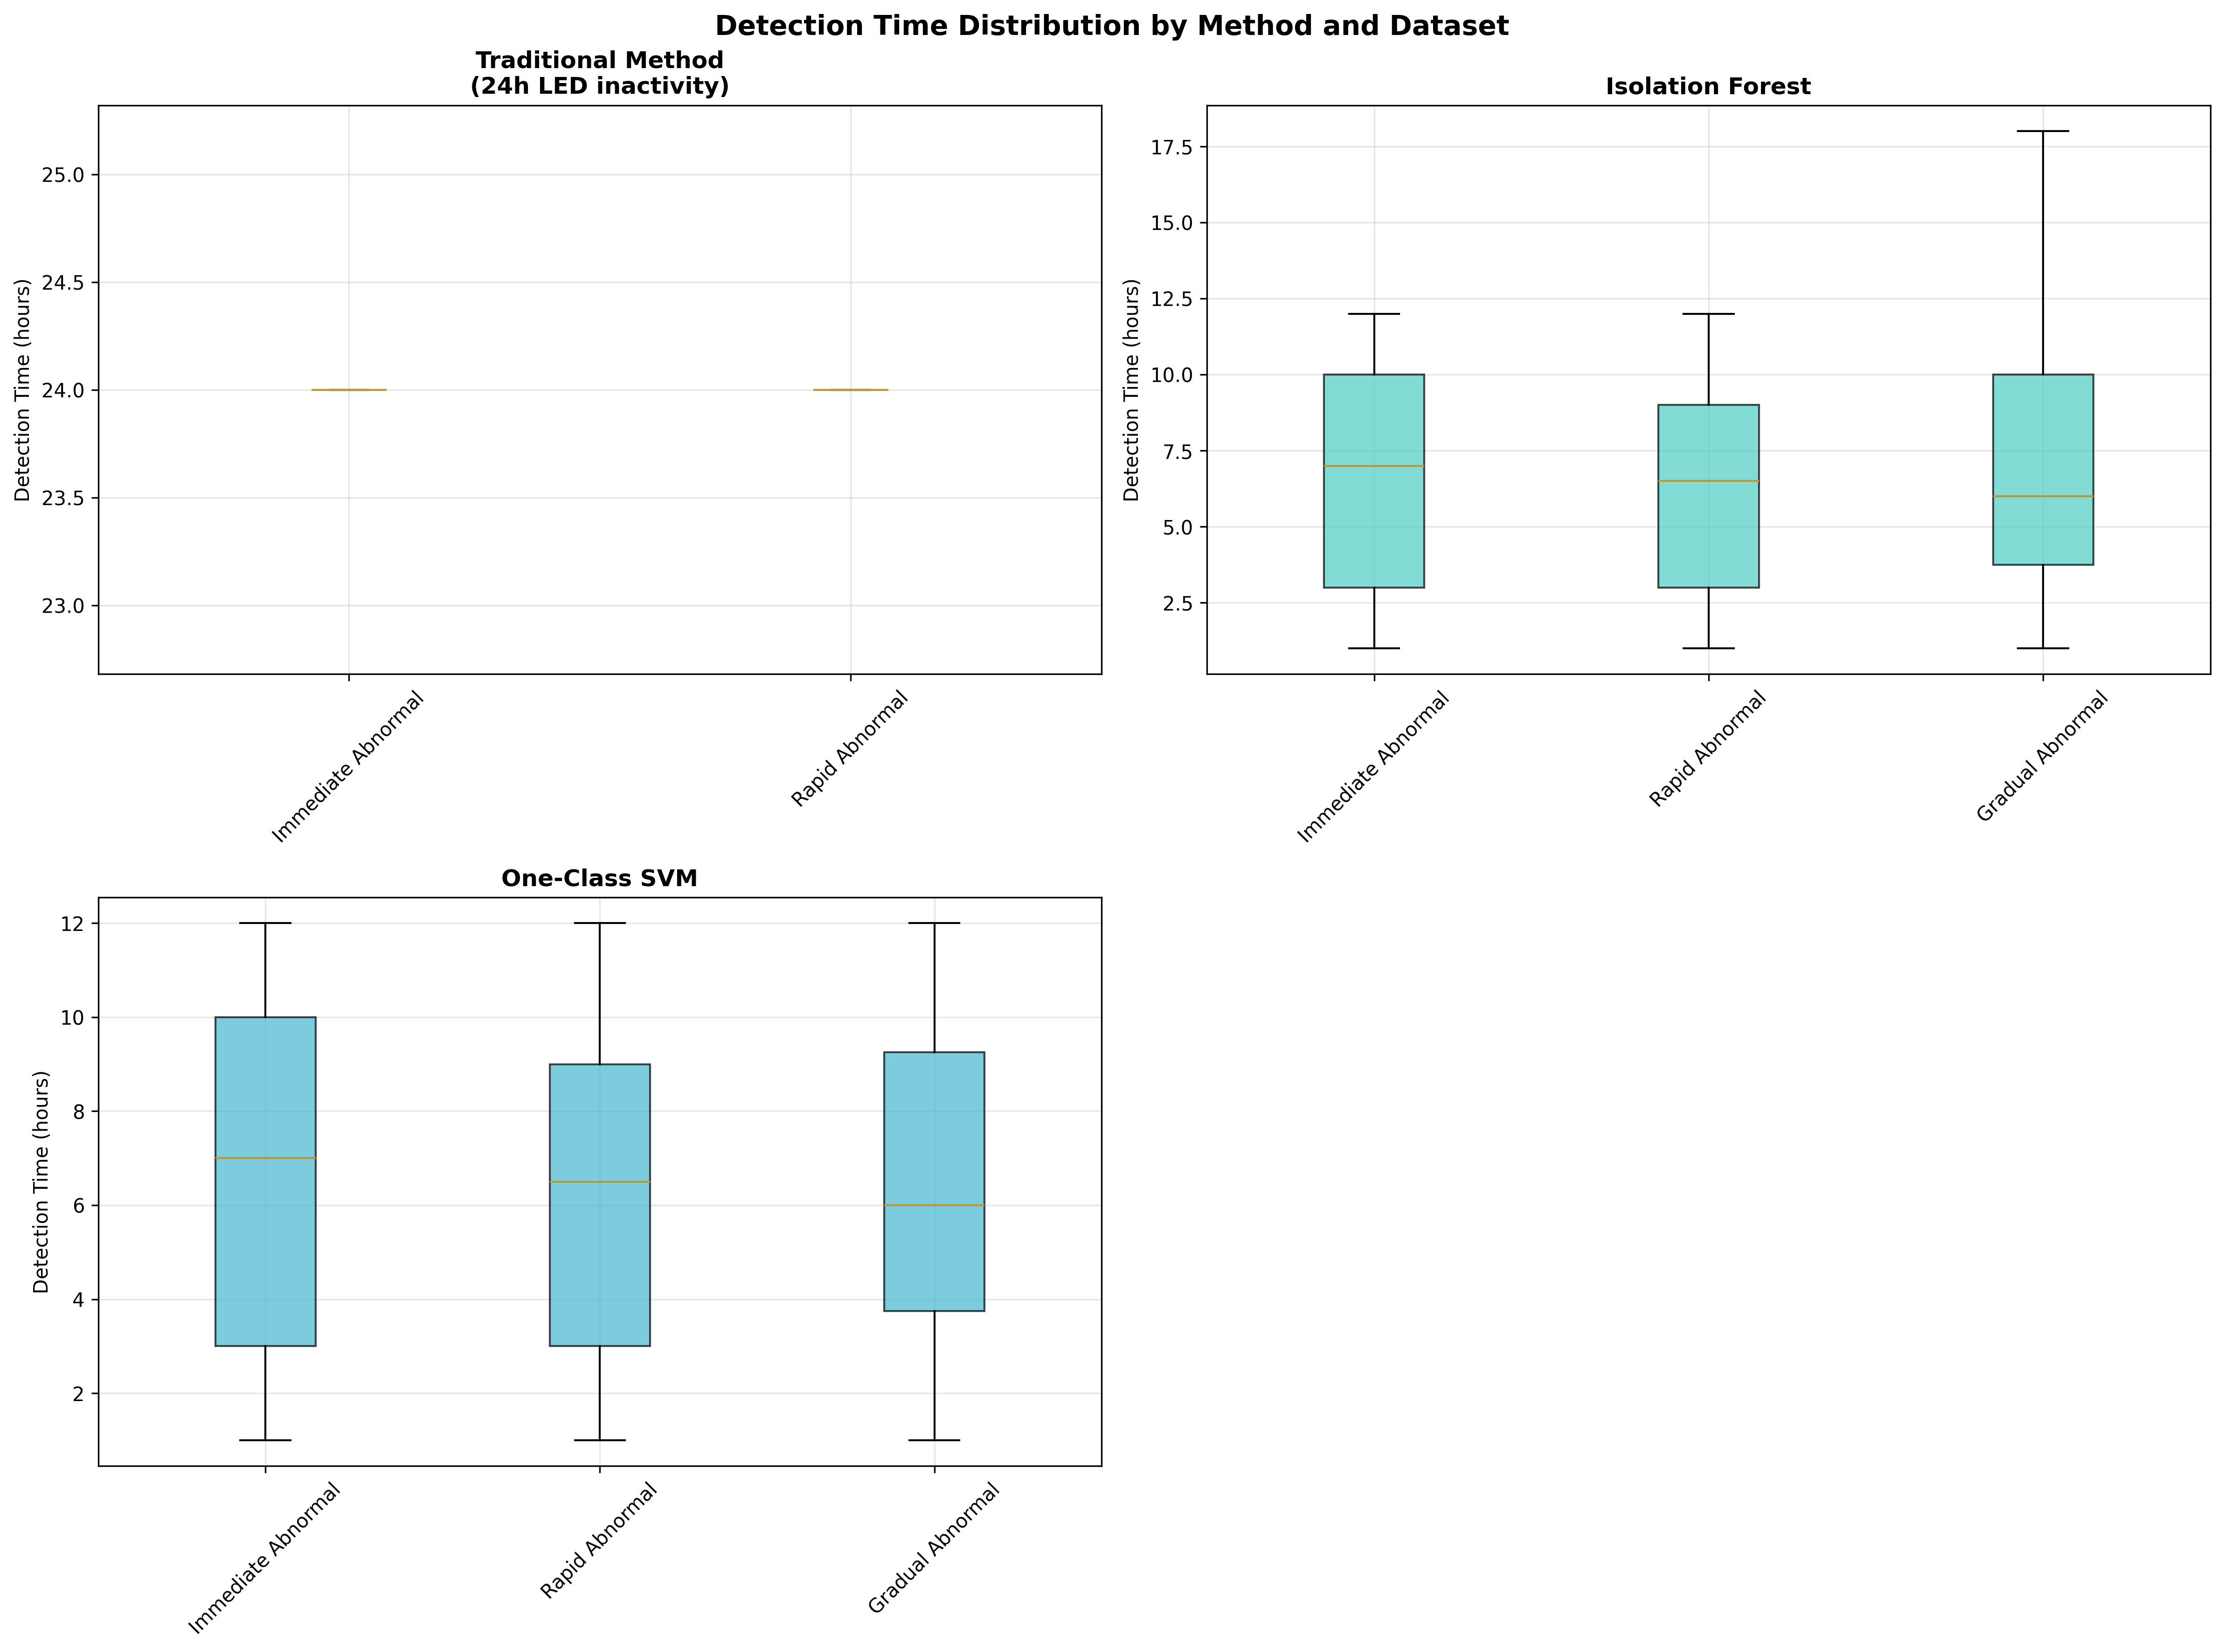 Detection Time Distribution by Method and Dataset
Traditional Method
(24h LED inactivity)
Detection Time (hours)
25.0
24.5
24.0
23.5
23.0
Immediate Abnormal
Rapid Abnormal
Isolation Forest
Detection Time (hours)
17.5
15.0
12.5
10.0
7.5
5.0
2.5
Immediate Abnormal
Rapid Abnormal
Gradual Abnormal
One-Class SVM
Detection Time (hours)
12
10
8
6
4
2
Immediate Abnormal
Rapid Abnormal
Gradual Abnormal